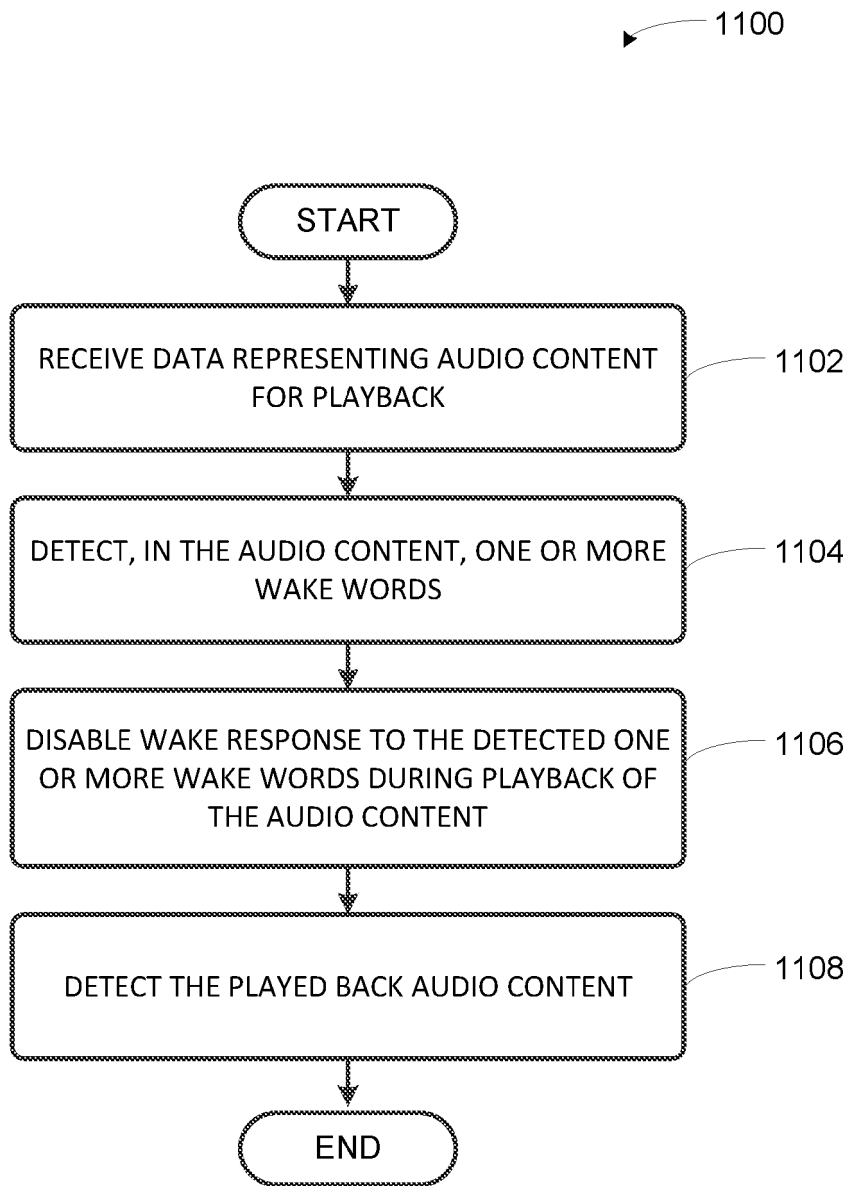 1100
START
RECEIVE DATA REPRESENTING AUDIO CONTENT
FOR PLAYBACK
1102
DETECT, IN THE AUDIO CONTENT, ONE OR MORE
WAKE WORDS
1104
DISABLE WAKE RESPONSE TO THE DETECTED ONE
OR MORE WAKE WORDS DURING PLAYBACK OF
THE AUDIO CONTENT
1106
DETECT THE PLAYED BACK AUDIO CONTENT
1108
END